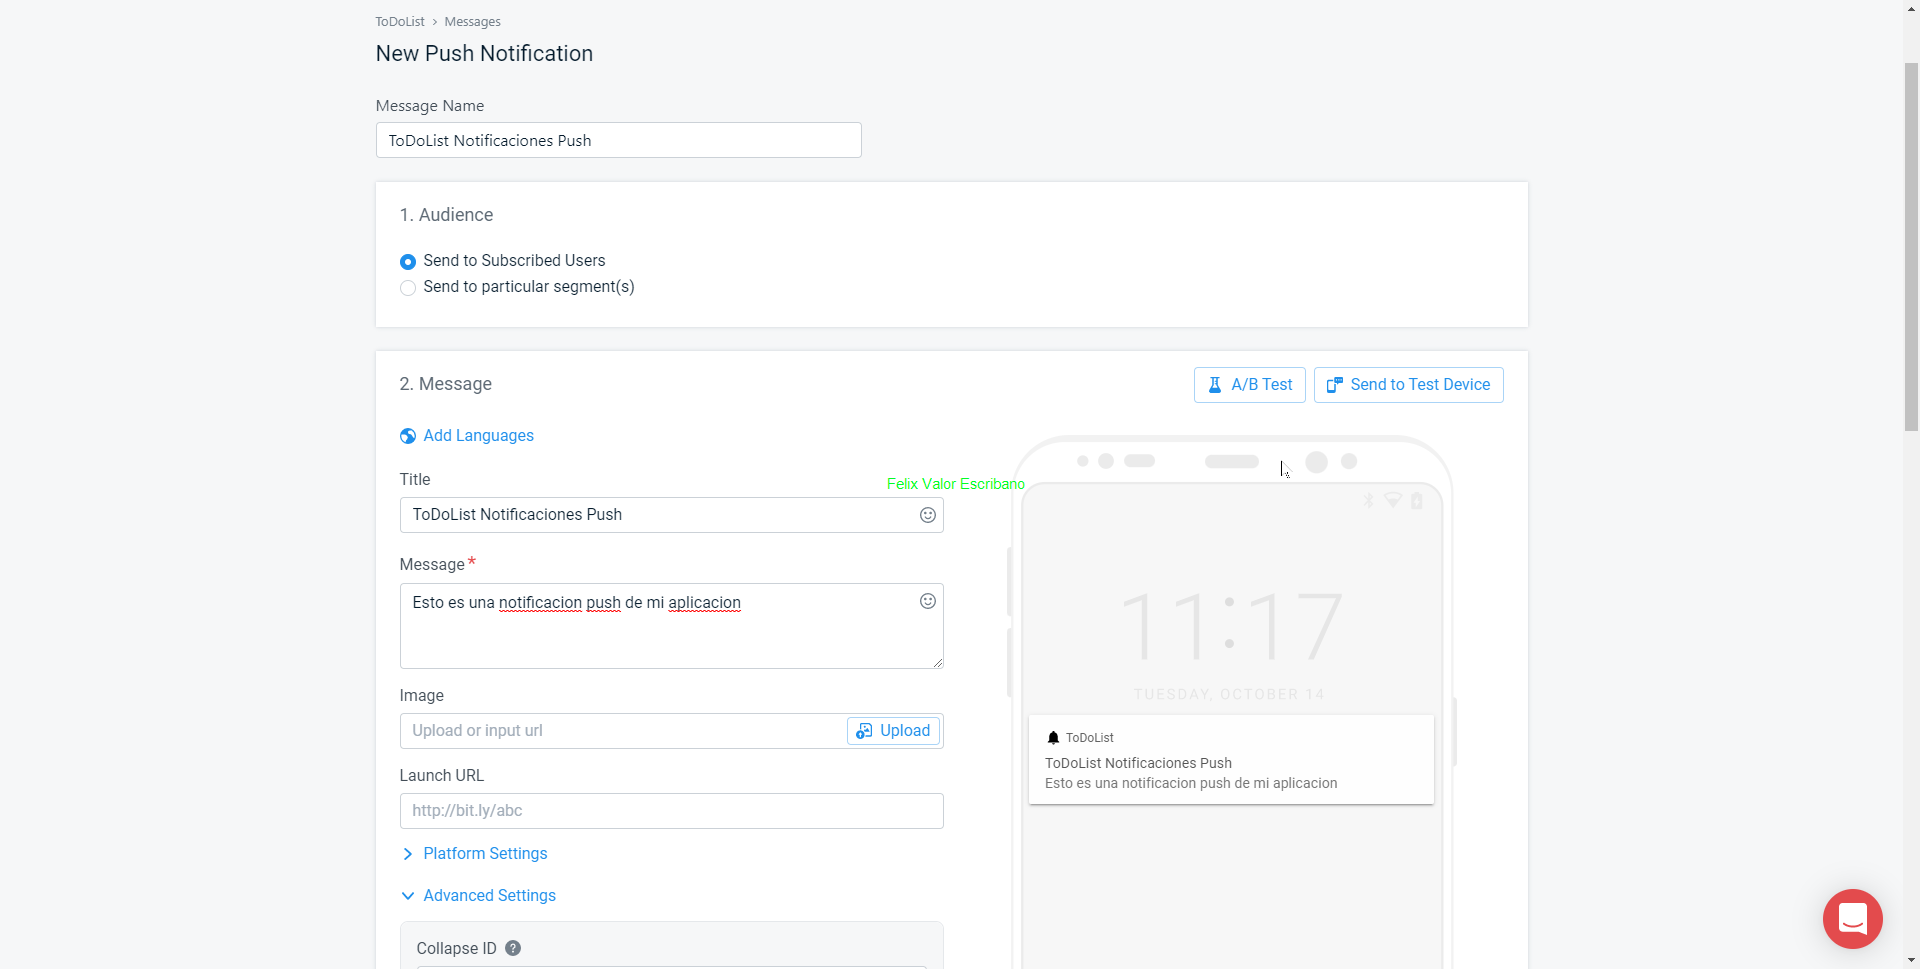 ToDoList › Messages
New Push Notification
Message Name
ToDoList Notificaciones Push
1. Audience
Send to Subscribed Users
Send to particular segment(s)
2. Message
A/B Test
Send to Test Device
Add Languages
Title
Felix Valor Escribano
ToDoList Notificaciones Push
Message*
Esto es una notificacion push de mi aplicacion
Image
Upload or input url
Upload
Launch URL
http://bit.ly/abc
Platform Settings
Advanced Settings
Collapse ID ?
11:17
TUESDAY, OCTOBER 14
ToDoList
ToDoList Notificaciones Push
Esto es una notificacion push de mi aplicacion